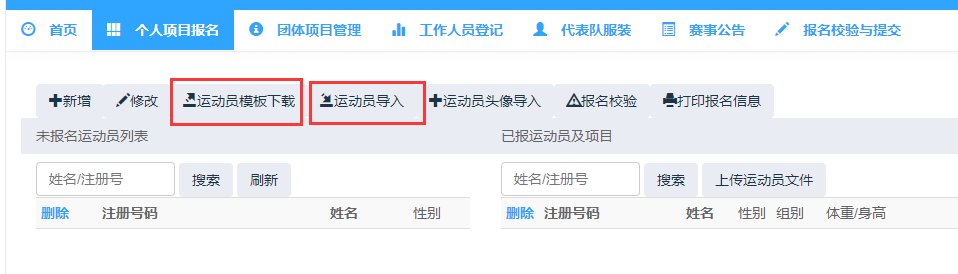 首页 个人项目报名 团体项目管理 工作人员登记 代表队服装 赛事公告 报名校验与提交
新增 修改 运动员模板下载 运动员导入 运动员头像导入 报名校验 打印报名信息
未报名运动员列表 已报运动员及项目
姓名/注册号 搜索 刷新 姓名/注册号 搜索 上传运动员文件
删除 注册号码 姓名 性别 删除 注册号码 姓名 性别 组别 体重/身高